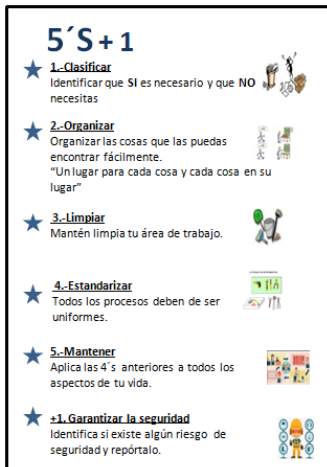 5´S + 1
1.-Clasificar
Identificar que SI es necesario y que NO
necesitas
2.-Organizar
Organizar las cosas que las puedas
encontrar fácilmente.
“Un lugar para cada cosa y cada cosa en su
lugar”
3.-Limpiar
Mantén limpia tu área de trabajo.
4.-Estandarizar
Todos los procesos deben de ser
uniformes.
5.-Mantener
Aplica las 4´s anteriores a todos los
aspectos de tu vida.
+1. Garantizar la seguridad
Identifica si existe algún riesgo de
seguridad y repórtalo.